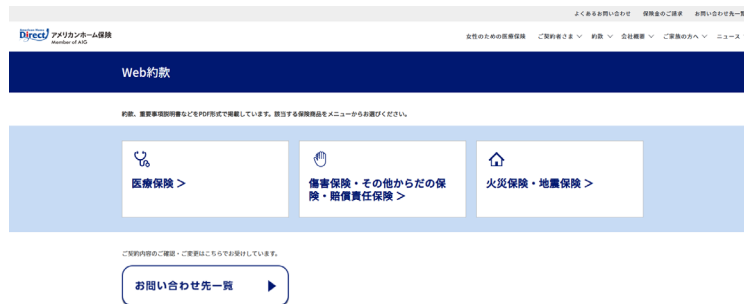 よくあるお問い合わせ 保険金のご請求 お問い合わせ先一覧
American Home
Direct アメリカンホーム保険
Member of AIG
女性のための医療保険 ご契約者さま 約款 会社概要 ご家族の方へ ニュース
Web約款
約款、重要事項説明書などをPDF形式で掲載しています。該当する保険商品をメニューからお選びください。
医療保険 >
傷害保険・その他からだの保
険・賠償責任保険 >
火災保険・地震保険 >
ご契約内容のご確認・ご変更はこちらでお受けしています。
お問い合わせ先一覧